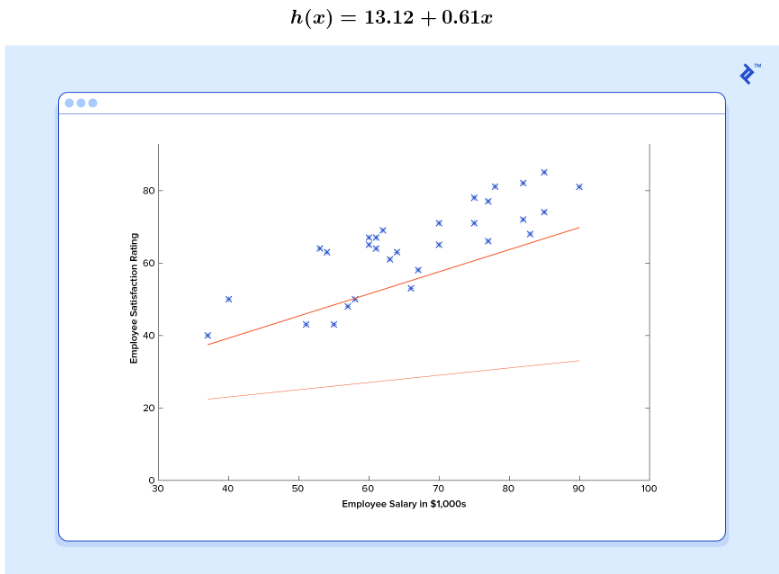 h(x) = 13.12 + 0.61x
TM
Employee Satisfaction Rating
80
60
40
20
0
30 40 50 60 70 80 90 100
Employee Salary in $1,000s